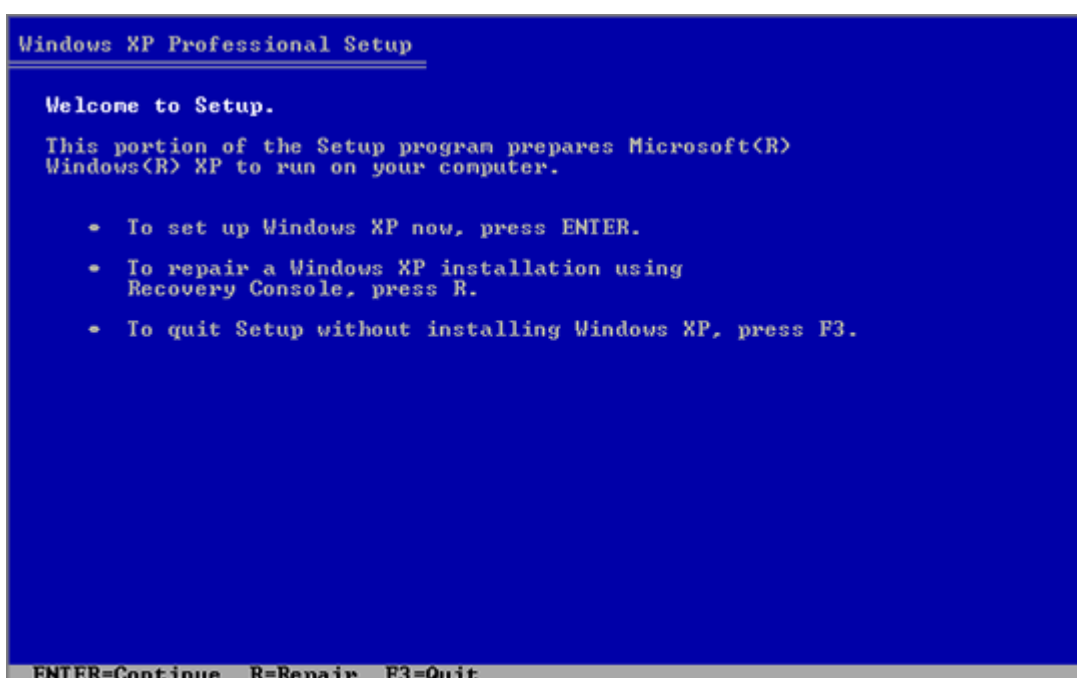 Windows XP Professional Setup
Welcome to Setup.
This portion of the Setup program prepares Microsoft(R)
Windows(R) XP to run on your computer.
• To set up Windows XP now, press ENTER.
• To repair a Windows XP installation using
Recovery Console, press R.
• To quit Setup without installing Windows XP, press F3.
ENTER=Continue R=Repair F3=Quit